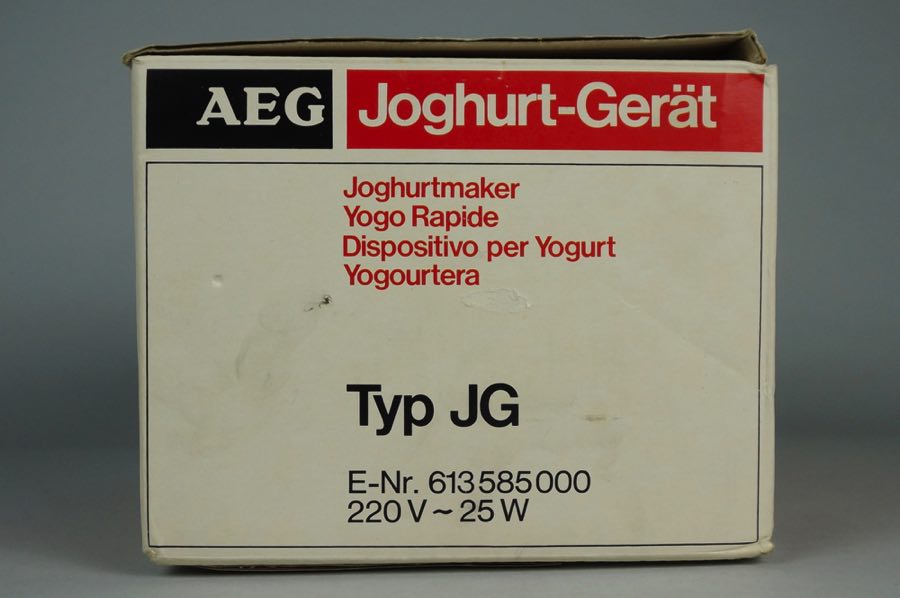 AEG Joghurt-Gerät
Joghurtmaker
Yogo Rapide
Dispositivo per Yogurt
Yogourtera
Typ JG
E-Nr. 613585000
220 V ~ 25 W